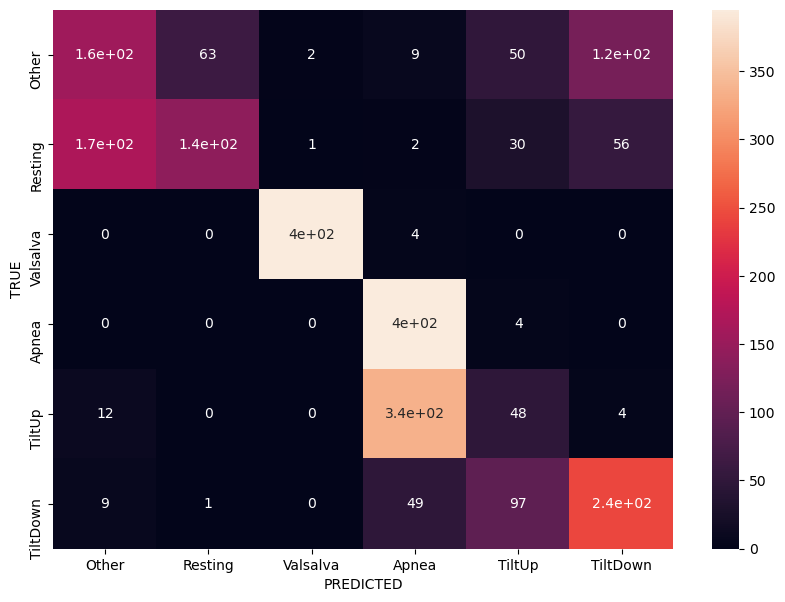 TRUE
Other 1.6e+02 63 2 9 50 1.2e+02
Resting 1.7e+02 1.4e+02 1 2 30 56
Valsalva 0 0 4e+02 4 0 0
Apnea 0 0 0 4e+02 4 0
TiltUp 12 0 0 3.4e+02 48 4
TiltDown 9 1 0 49 97 2.4e+02
Other Resting Valsalva Apnea TiltUp TiltDown
PREDICTED
350
300
250
200
150
100
50
0